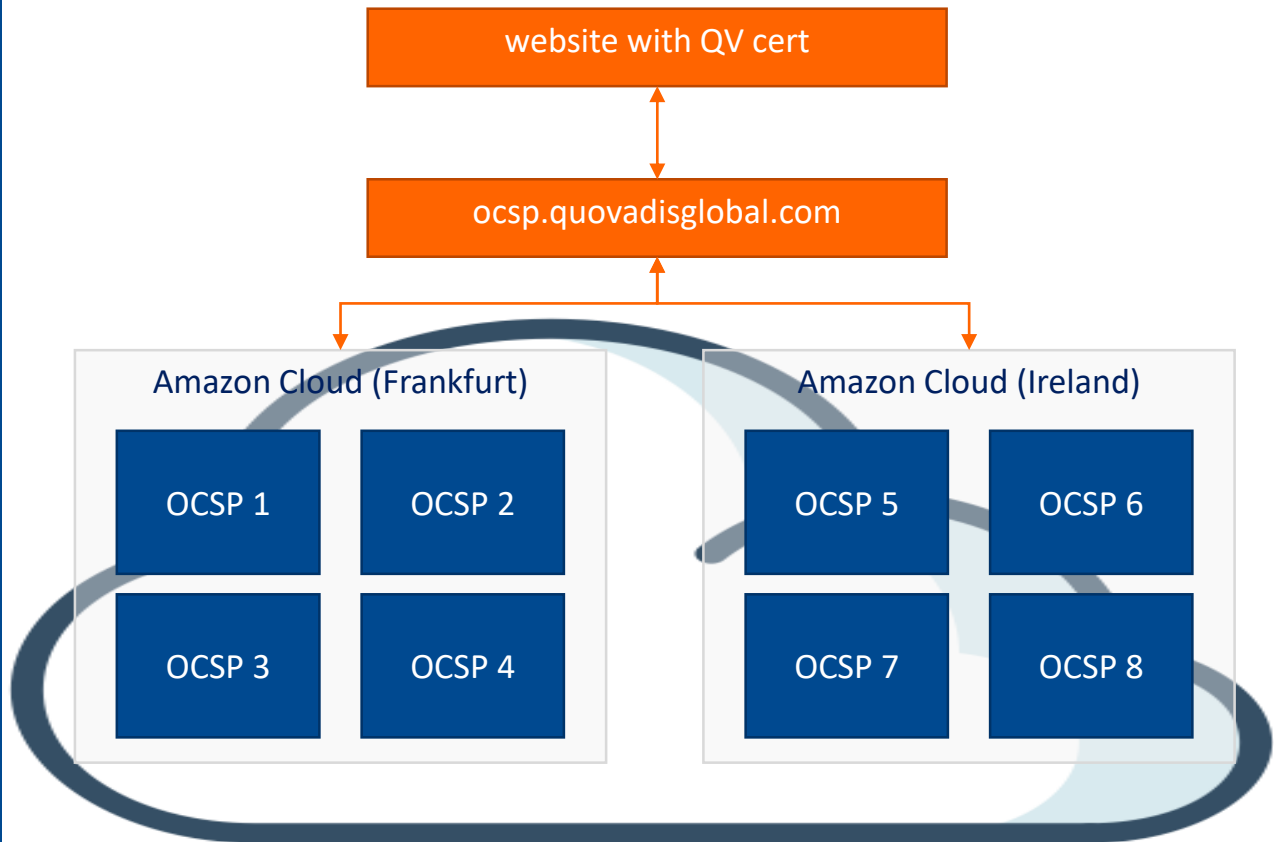 website with QV cert
ocsp.quovadisglobal.com
Amazon Cloud (Frankfurt)
OCSP 1
OCSP 2
OCSP 3
OCSP 4
Amazon Cloud (Ireland)
OCSP 5
OCSP 6
OCSP 7
OCSP 8